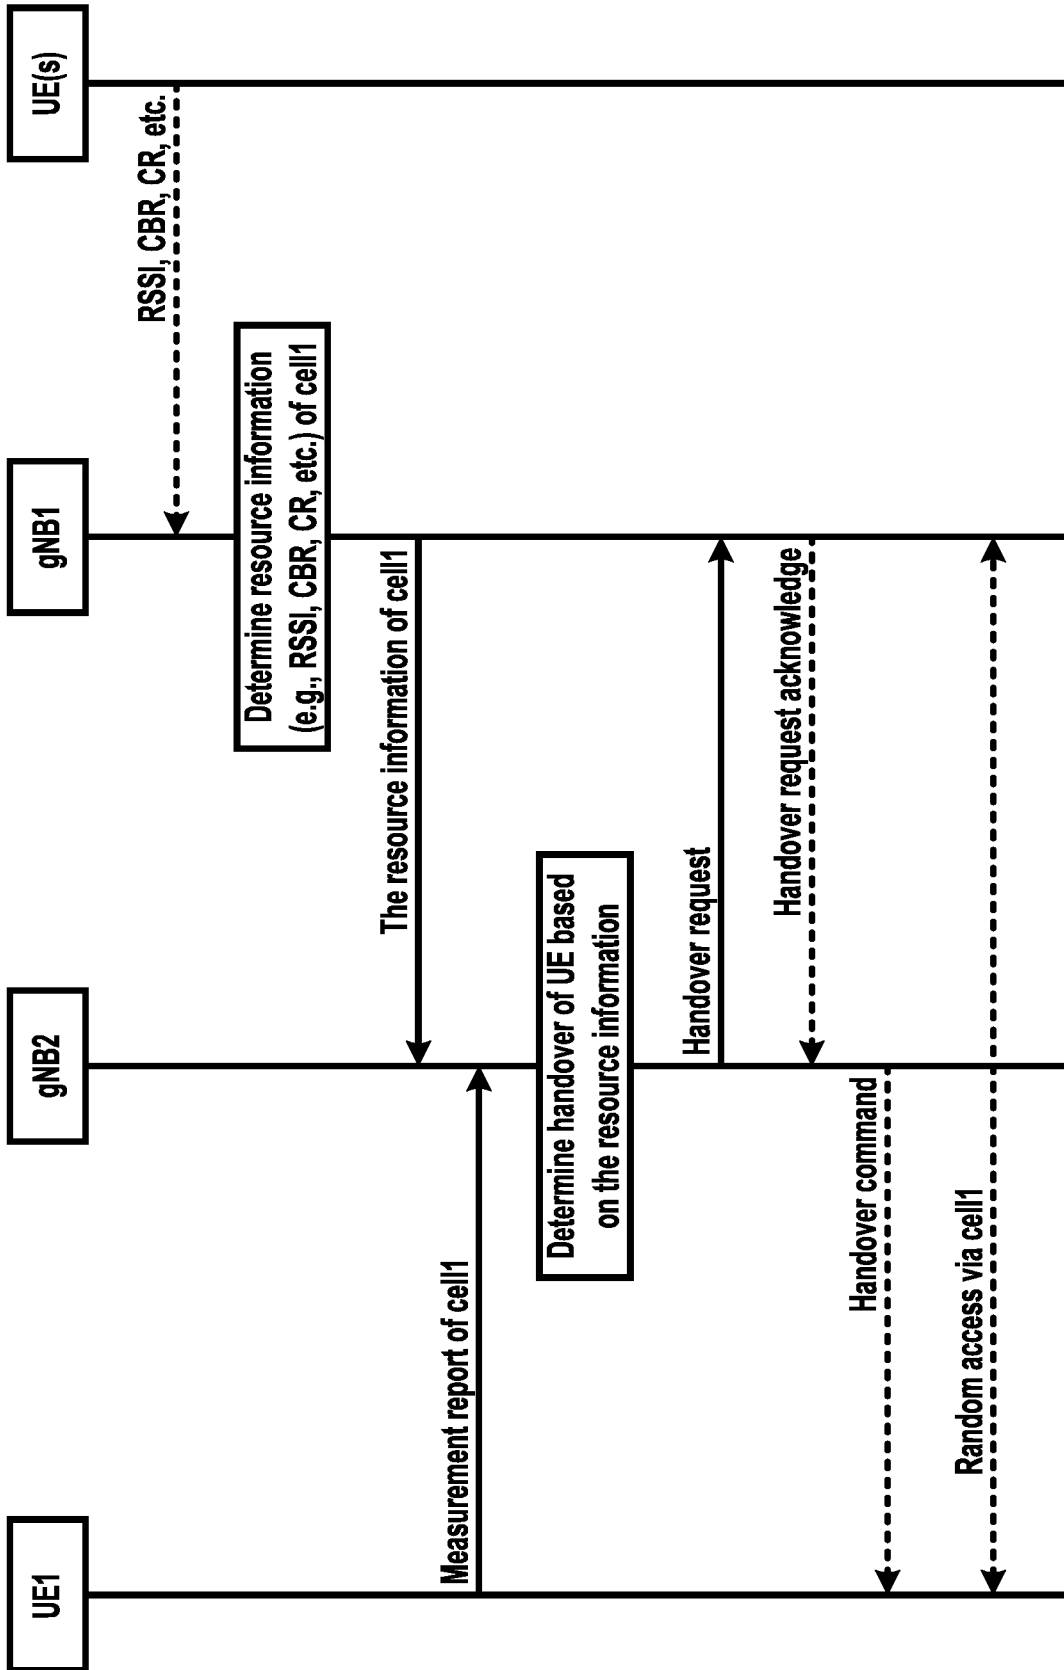 UE1
gNB2
gNB1
UE(s)
RSSI, CBR, CR, etc.
Determine resource information
(e.g., RSSI, CBR, CR, etc.) of cell1
The resource information of cell1
Measurement report of cell1
Determine handover of UE based
on the resource information
Handover request
Handover request acknowledge
Handover command
Random access via cell1